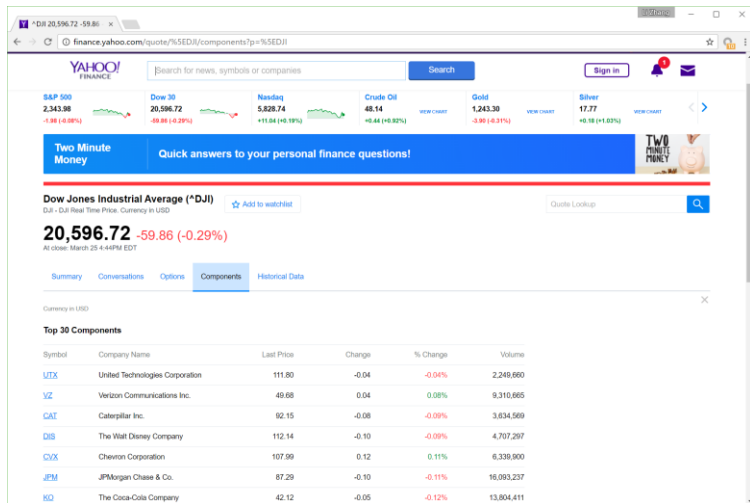 ^DJI 20,596.72 -59.86
finance.yahoo.com/quote/%5EDJI/components?p=%5EDJI
YAHOO!
FINANCE
Search for news, symbols or companies
Search
Sign in
1
S&P 500 Dow 30 Nasdaq Crude Oil Gold Silver
2,343.98 20,596.72 5,828.74 48.14 VIEW CHART 1,243.30 VIEW CHART 17.77 VIEW CHART
-1.98 (-0.08%) -59.86 (-0.29%) +11.04 (+0.19%) +0.44 (+0.92%) -3.90 (-0.31%) +0.18 (+1.03%)
Two Minute
Money
Quick answers to your personal finance questions!
TWO
MINUTE
MONEY
Dow Jones Industrial Average (^DJI)
Add to watchlist
Quote Lookup
DJI - DJI Real Time Price. Currency in USD
20,596.72 -59.86 (-0.29%)
At close: March 25 4:44PM EDT
Summary Conversations Options Components Historical Data
Currency in USD
Top 30 Components
Symbol Company Name Last Price Change % Change Volume
UTX United Technologies Corporation 111.80 -0.04 -0.04% 2,249,660
VZ Verizon Communications Inc. 49.68 0.04 0.08% 9,310,665
CAT Caterpillar Inc. 92.15 -0.08 -0.09% 3,634,569
DIS The Walt Disney Company 112.14 -0.10 -0.09% 4,707,297
CVX Chevron Corporation 107.99 0.12 0.11% 6,339,900
JPM JPMorgan Chase & Co. 87.29 -0.10 -0.11% 16,093,237
KO The Coca-Cola Company 42.12 -0.05 -0.12% 13,804,411